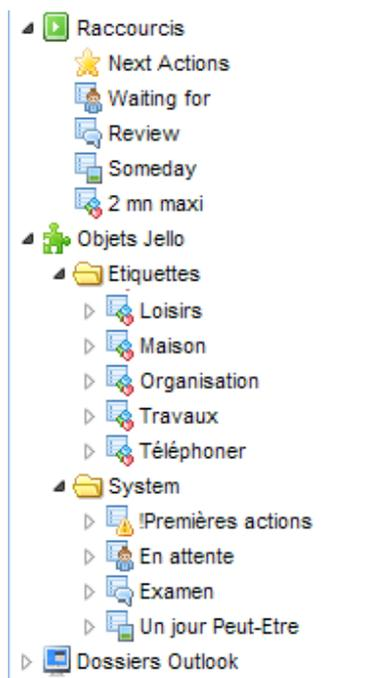 Raccourcis
Next Actions
Waiting for
Review
Someday
2 mn maxi
Objets Jello
Etiquettes
Loisirs
Maison
Organisation
Travaux
Téléphoner
System
!Premières actions
En attente
Examen
Un jour Peut-Etre
Dossiers Outlook